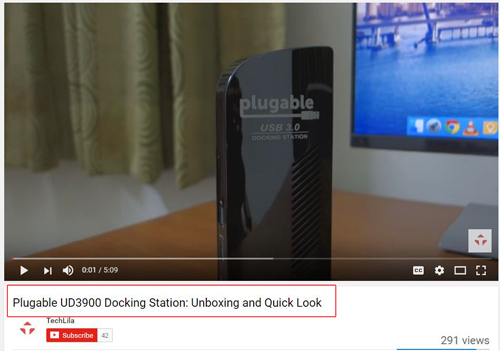 plugable
USB 3.0
DOCKING STATION
0:01 / 5:09
CC
Plugable UD3900 Docking Station: Unboxing and Quick Look
TechLila
Subscribe 42
291 views